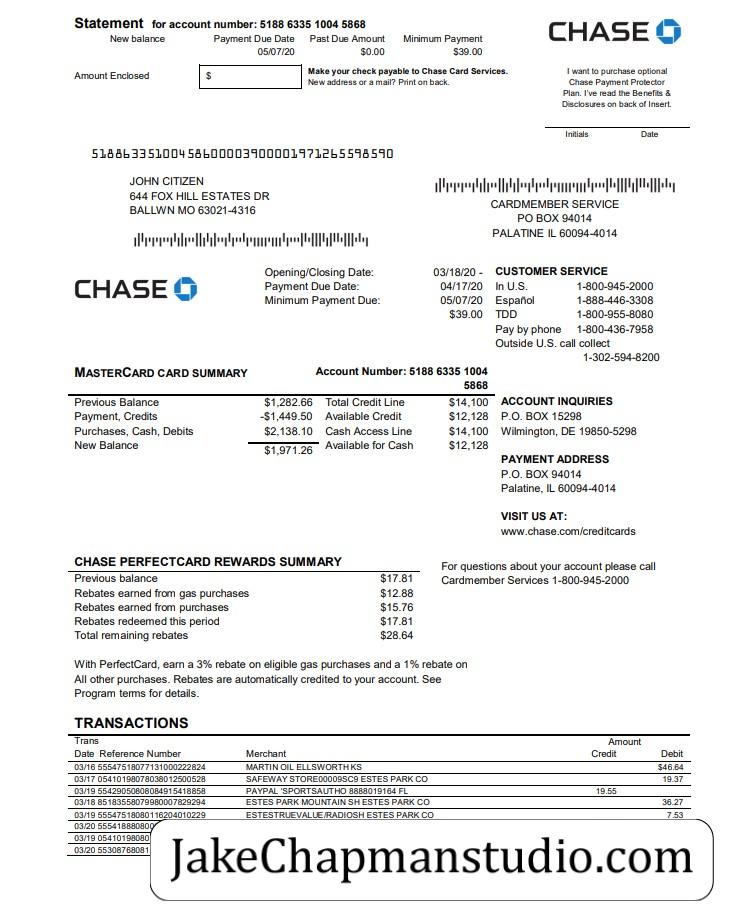 Statement for account number: 5188 6335 1004 5868
New balance Payment Due Date Past Due Amount Minimum Payment
05/07/20 $0.00 $39.00
CHASE
Amount Enclosed $ Make your check payable to Chase Card Services.
New address or a mail? Print on back.
I want to purchase optional
Chase Payment Protector
Plan. I've read the Benefits &
Disclosures on back of Insert.
Initials Date
518863351004586000039000019712655985 90
JOHN CITIZEN
644 FOX HILL ESTATES DR
BALLWN MO 63021-4316
CARDMEMBER SERVICE
PO BOX 94014
PALATINE IL 60094-4014
CHASE
Opening/Closing Date: 03/18/20 -
Payment Due Date: 04/17/20
Minimum Payment Due: 05/07/20
$39.00
CUSTOMER SERVICE
In U.S. 1-800-945-2000
Español 1-888-446-3308
TDD 1-800-955-8080
Pay by phone 1-800-436-7958
Outside U.S. call collect
1-302-594-8200
MASTERCARD CARD SUMMARY Account Number: 5188 6335 1004
5868
Previous Balance $1,282.66 Total Credit Line $14,100
Payment, Credits -$1,449.50 Available Credit $12,128
Purchases, Cash, Debits $2,138.10 Cash Access Line $14,100
New Balance $1,971.26 Available for Cash $12,128
ACCOUNT INQUIRIES
P.O. BOX 15298
Wilmington, DE 19850-5298
PAYMENT ADDRESS
P.O. BOX 94014
Palatine, IL 60094-4014
VISIT US AT:
www.chase.com/creditcards
CHASE PERFECTCARD REWARDS SUMMARY
Previous balance $17.81
Rebates earned from gas purchases $12.88
Rebates earned from purchases $15.76
Rebates redeemed this period $17.81
Total remaining rebates $28.64
For questions about your account please call
Cardmember Services 1-800-945-2000
With PerfectCard, earn a 3% rebate on eligible gas purchases and a 1% rebate on
All other purchases. Rebates are automatically credited to your account. See
Program terms for details.
TRANSACTIONS
Trans Amount
Date Reference Number Merchant Credit Debit
03/16 55547518077131000222824 MARTIN OIL ELLSWORTH KS $46.64
03/17 05410198078038012500528 SAFEWAY STORE00009SC9 ESTES PARK CO 19.37
03/19 55429050808084915418858 PAYPAL 'SPORTSAUTHO 8888019164 FL 19.55
03/18 85183558079980007829294 ESTES PARK MOUNTAIN SH ESTES PARK CO 36.27
03/19 55547518080116204010229 ESTESTRUEVALUE/RADIOSH ESTES PARK CO 7.53
03/20 5554188080
03/19 05410198080
03/20 55308768081
JakeChapmanstudio.com